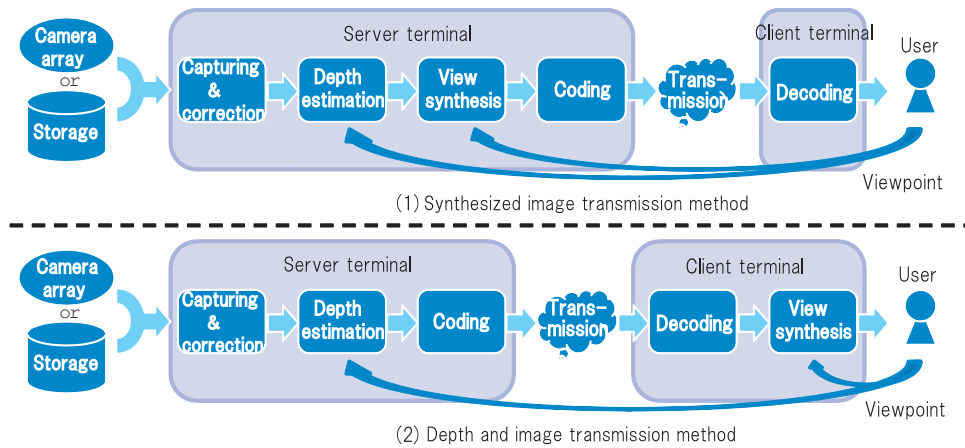 Camera
array
or
Storage
Server terminal
Capturing
&
correction
Depth
estimation
View
synthesis
Coding
Trans-
mission
Client terminal
Decoding
User
Viewpoint
(1) Synthesized image transmission method
Camera
array
or
Storage
Server terminal
Capturing
&
correction
Depth
estimation
Coding
Trans-
mission
Client terminal
Decoding
View
synthesis
User
Viewpoint
(2) Depth and image transmission method